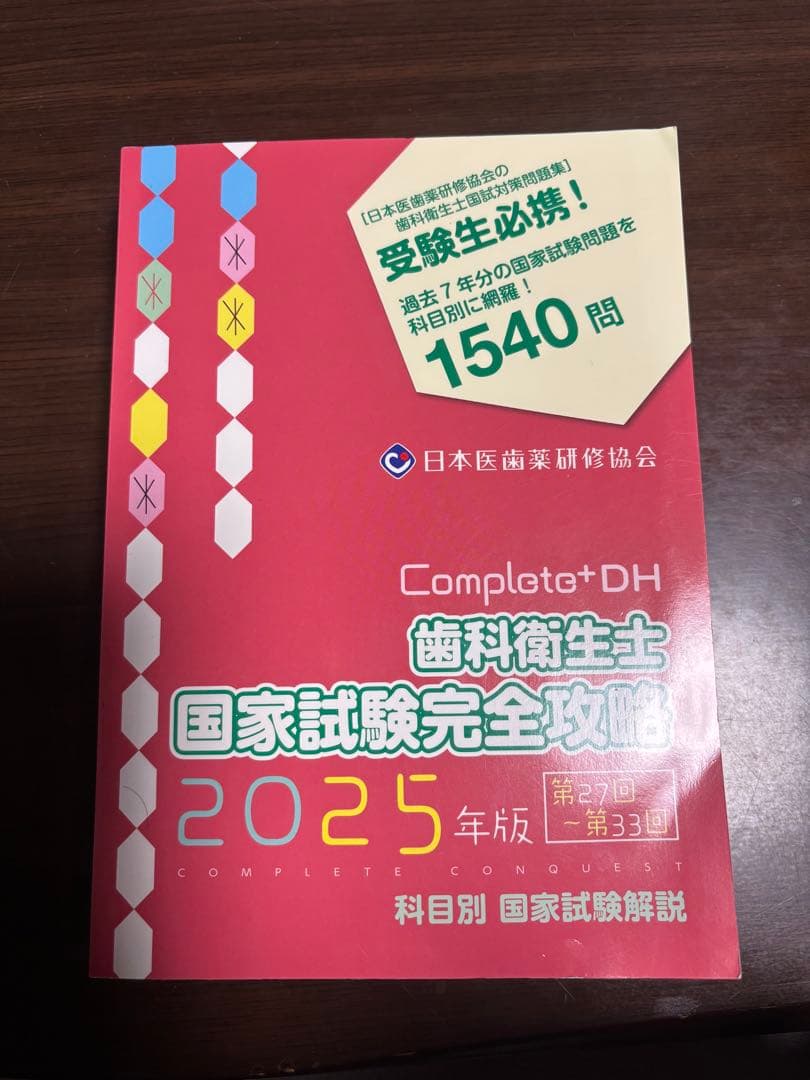 [日本医歯薬研修協会の
歯科衛生士国試対策問題集]
受験生必携!
過去7年分の国家試験問題を
科目別に網羅!
1540問
日本医歯薬研修協会
Complete+DH
歯科衛生士
国家試験完全攻略
2025年版
第27回
～第33回
COMPLETE CONQUEST
科目別 国家試験解説